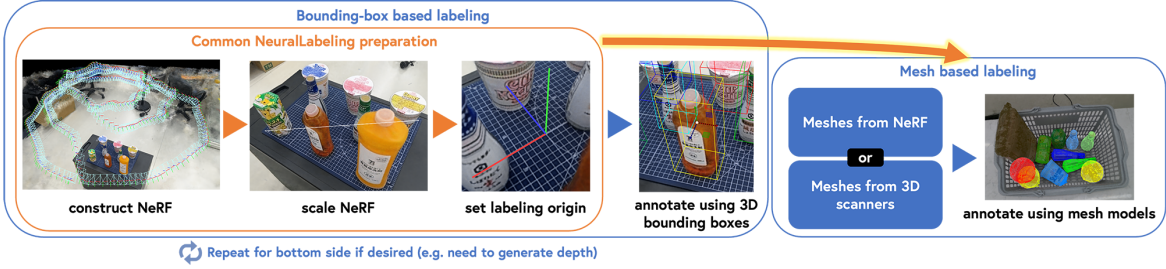 Bounding-box based labeling
Common NeuralLabeling preparation
construct NeRF
scale NeRF
set labeling origin
annotate using 3D
bounding boxes
Repeat for bottom side if desired (e.g. need to generate depth)
Mesh based labeling
Meshes from NeRF
or
Meshes from 3D
scanners
annotate using mesh models